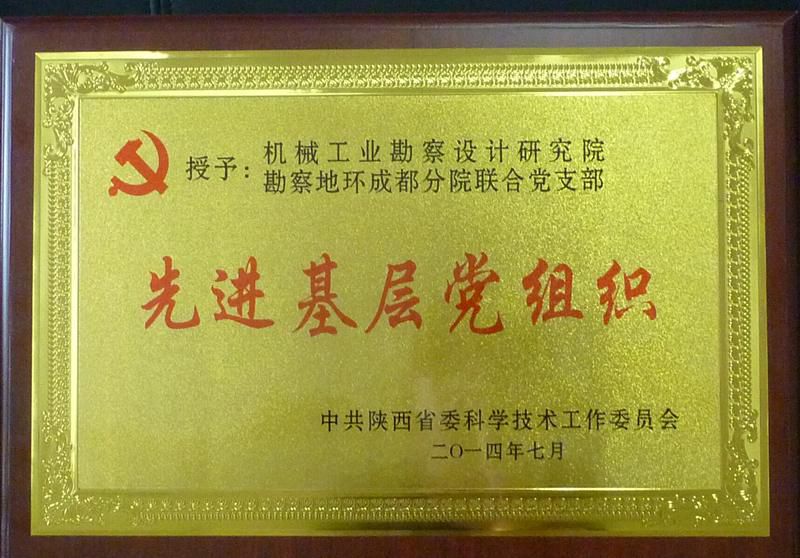 授予：机械工业勘察设计研究院
勘察地环成都分院联合党支部
先进基层党组织
中共陕西省委科学技术工作委员会
二〇一四年七月